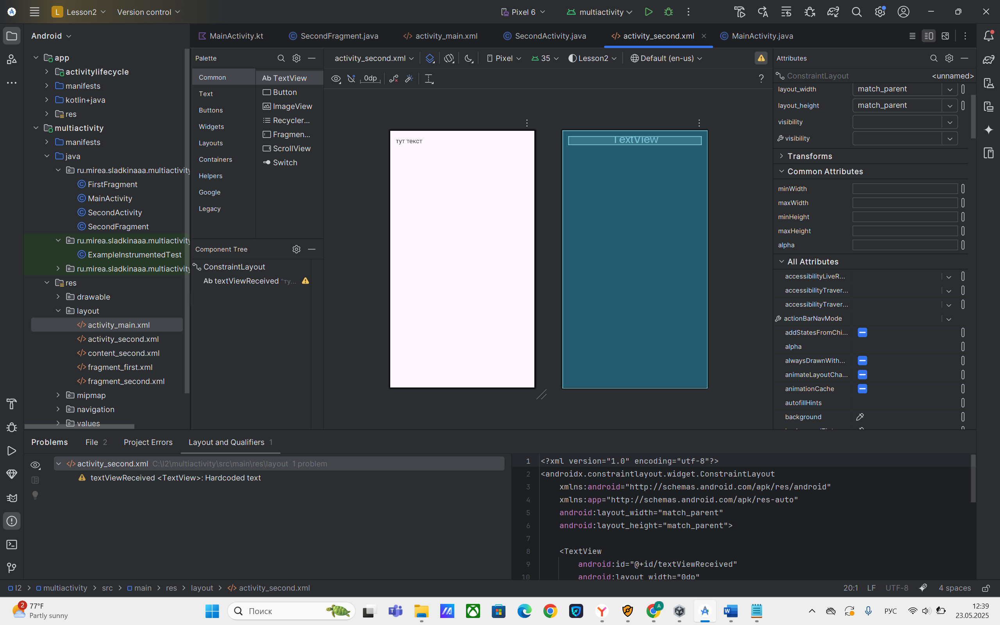 L Lesson2 Version control Pixel 6 multiactivity
Android
MainActivity.kt SecondFragment.java activity_main.xml SecondActivity.java activity_second.xml MainActivity.java
app
activitylifecycle
manifests
kotlin+java
res
multiactivity
manifests
java
ru.mirea.sladkinaaa.multiactivity
FirstFragment
MainActivity
SecondActivity
SecondFragment
ru.mirea.sladkinaaa.multiactivity
ExampleInstrumentedTest
ru.mirea.sladkinaaa.multiactivity
res
drawable
layout
activity_main.xml
activity_second.xml
content_second.xml
fragment_first.xml
fragment_second.xml
mipmap
navigation
values
Palette
Common
Text
Buttons
Widgets
Layouts
Containers
Helpers
Google
Legacy
Ab TextView
Button
ImageView
Recycler...
Fragmen...
ScrollView
Switch
Component Tree
ConstraintLayout
Ab textViewReceived "ту...
activity_second.xml Pixel 35 Lesson2 Default (en-us)
0dp ?
тут текст
TextView
Attributes
ConstraintLayout <unnamed>
layout_width match_parent
layout_height match_parent
visibility
visibility
Transforms
Common Attributes
minWidth
maxWidth
minHeight
maxHeight
alpha
All Attributes
accessibilityLiveR...
accessibilityTraver...
accessibilityTraver...
actionBarNavMode
addStatesFromChi...
alpha
alwaysDrawnWith...
animateLayoutCha...
animationCache
autofillHints
background
Problems File 2 Project Errors Layout and Qualifiers 1
activity_second.xml C:\l2\multiactivity\src\main\res\layout 1 problem
textViewReceived <TextView>: Hardcoded text
1 <?xml version="1.0" encoding="utf-8"?>
2 <androidx.constraintlayout.widget.ConstraintLayout
3 xmlns:android="http://schemas.android.com/apk/res/android"
4 xmlns:app="http://schemas.android.com/apk/res-auto"
5 android:layout_width="match_parent"
6 android:layout_height="match_parent">
7
8 <TextView
9 android:id="@+id/textViewReceived"
10 android:layout_width="0dp"
l2 > multiactivity > src > main > res > layout > activity_second.xml
20:1 LF UTF-8 4 spaces
2 77°F
Partly sunny
Поиск
A
РУС
12:39
23.05.2025